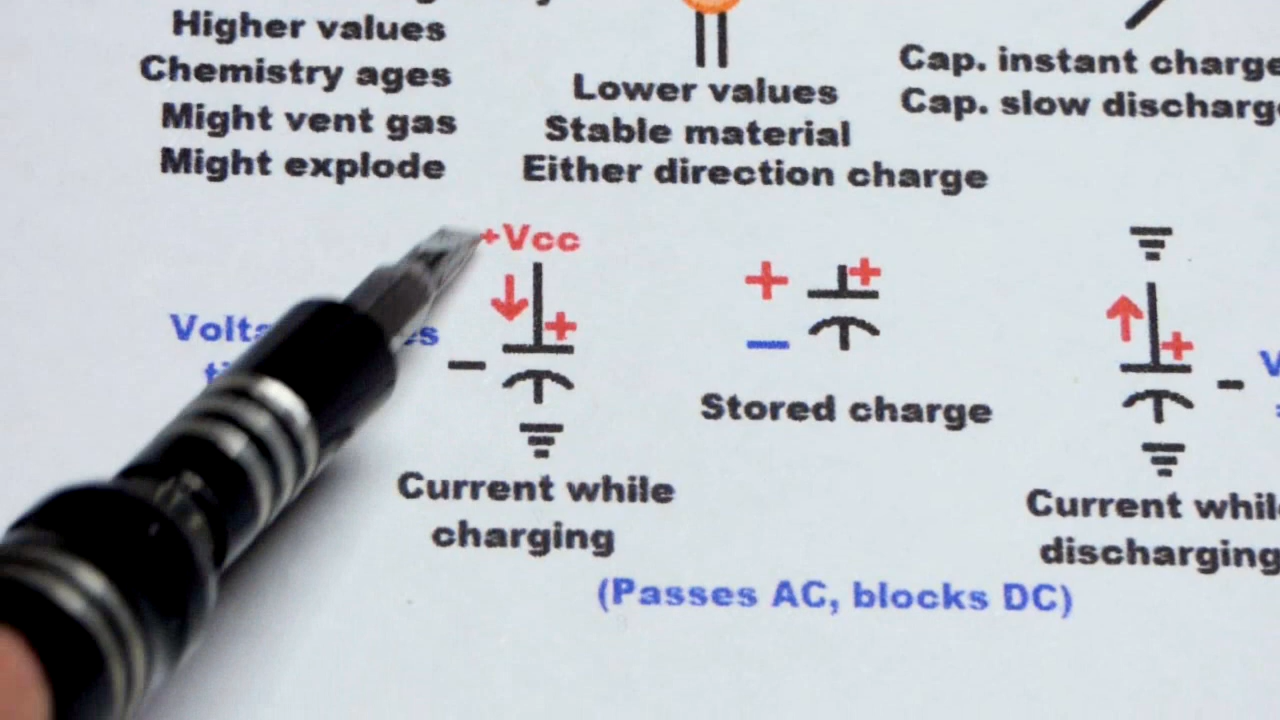 Higher values
Chemistry ages
Might vent gas
Might explode
Lower values
Stable material
Either direction charge
Cap. instant charge
Cap. slow discharg
+Vcc
+
-
Current while
charging
+ +
-
Stored charge
+
-
Current whil
discharging
(Passes AC, blocks DC)